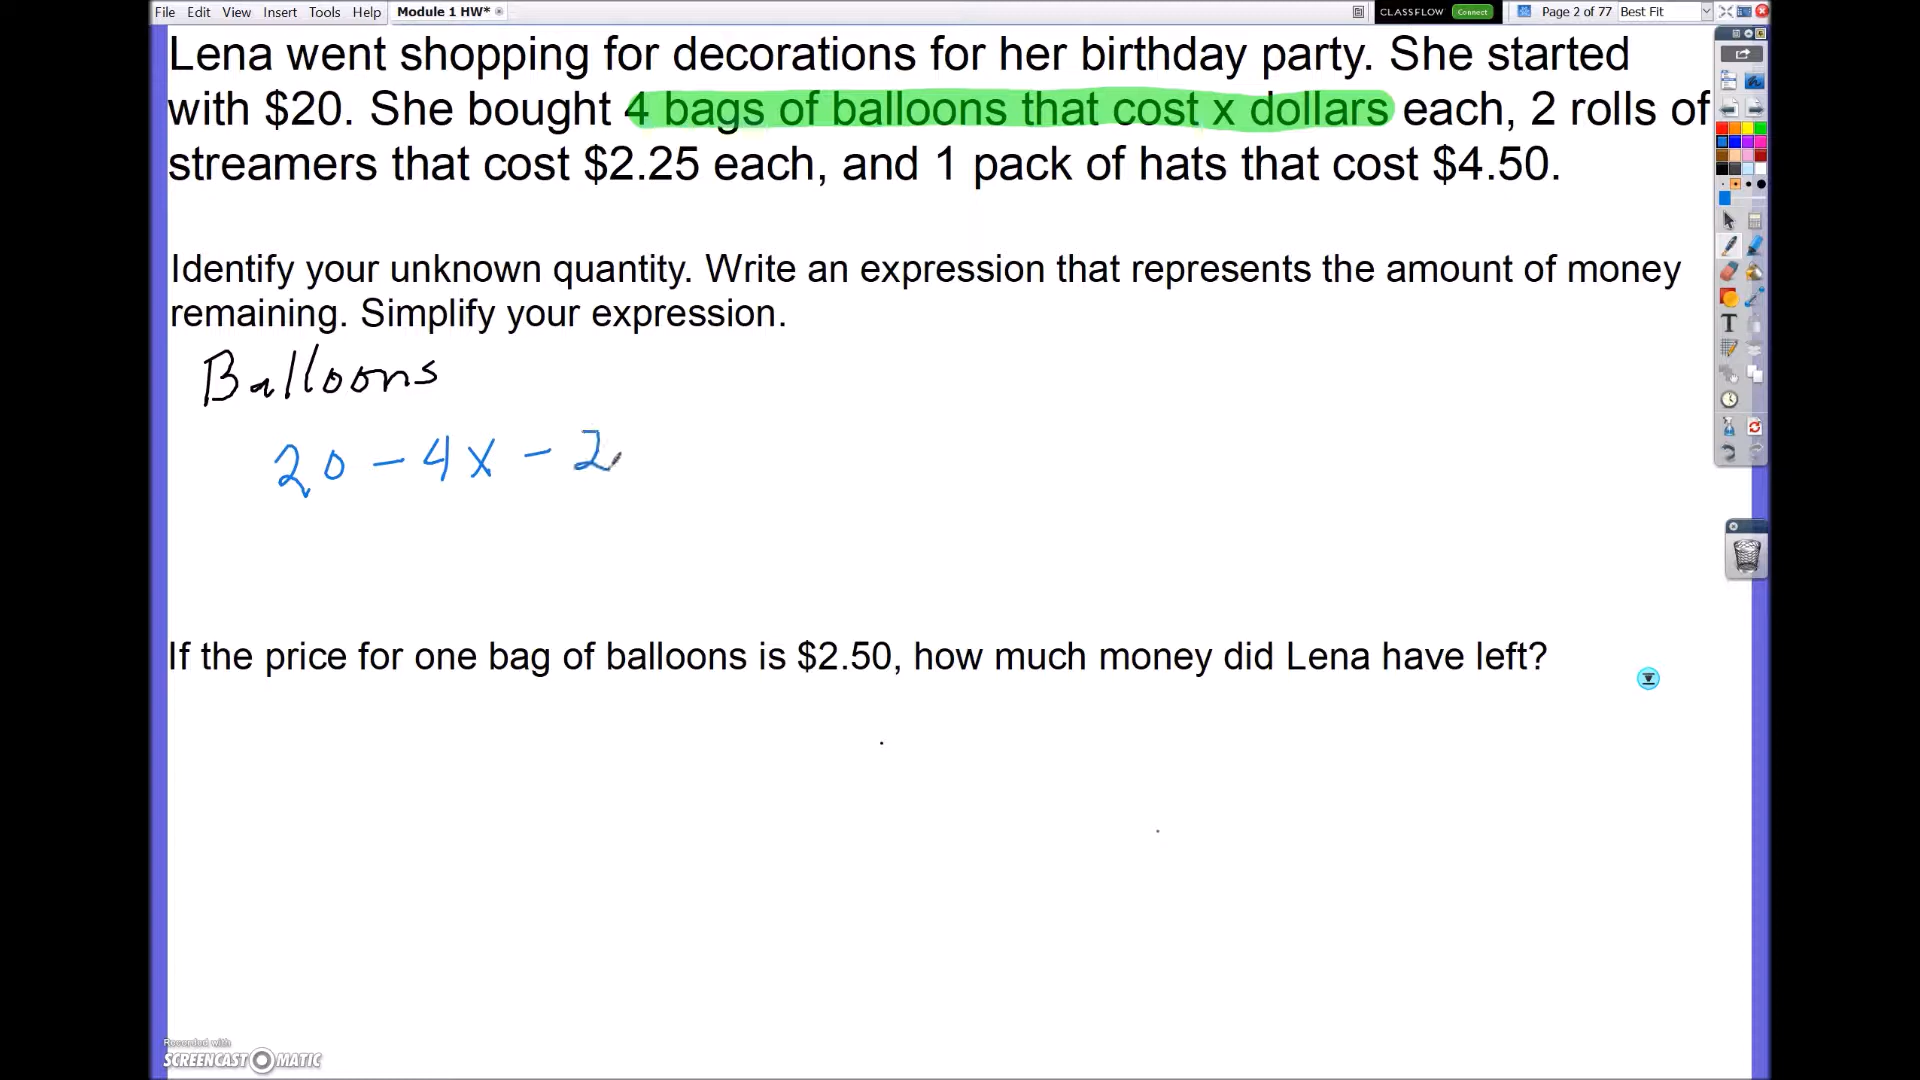 File Edit View Insert Tools Help Module 1 HW* CLASSFLOW Connect Page 2 of 77 Best Fit
Lena went shopping for decorations for her birthday party. She started
with $20. She bought 4 bags of balloons that cost x dollars each, 2 rolls of
streamers that cost $2.25 each, and 1 pack of hats that cost $4.50.
Identify your unknown quantity. Write an expression that represents the amount of money
remaining. Simplify your expression.
Balloons
20 - 4x - 2
If the price for one bag of balloons is $2.50, how much money did Lena have left?
T
Recorded with
SCREENCAST MATIC